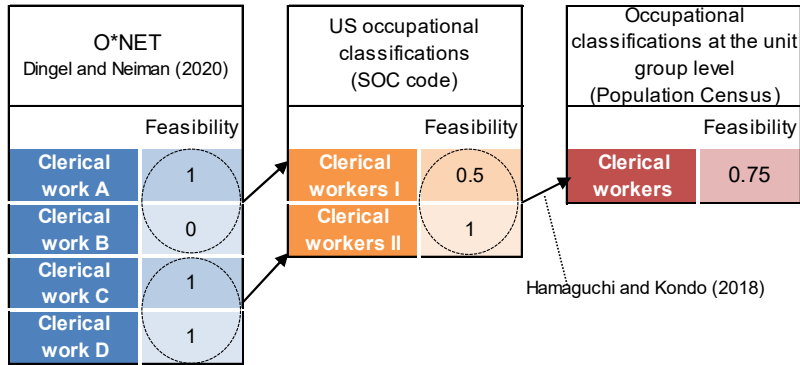 O*NET
Dingel and Neiman (2020)
Feasibility
Clerical
work A
1
Clerical
work B
0
Clerical
work C
1
Clerical
work D
1
US occupational
classifications
(SOC code)
Feasibility
Clerical
workers I
0.5
Clerical
workers II
1
Occupational
classifications at the unit
group level
(Population Census)
Feasibility
Clerical
workers
0.75
Hamaguchi and Kondo (2018)